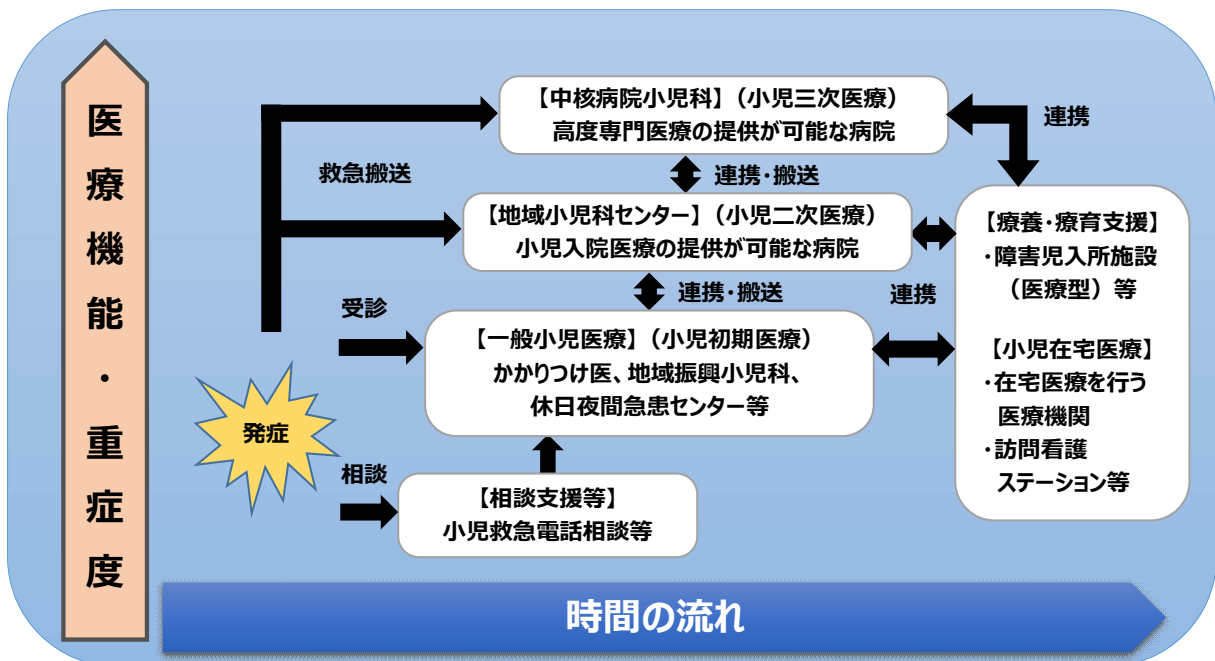 医療機能・重症度
【中核病院小児科】（小児三次医療）
高度専門医療の提供が可能な病院
連携
救急搬送
連携・搬送
【地域小児科センター】（小児二次医療）
小児入院医療の提供が可能な病院
連携・搬送
連携
受診
【一般小児医療】（小児初期医療）
かかりつけ医、地域振興小児科、
休日夜間急患センター等
発症
相談
【相談支援等】
小児救急電話相談等
【療養・療育支援】
・障害児入所施設
（医療型）等
【小児在宅医療】
・在宅医療を行う
医療機関
・訪問看護
ステーション等
時間の流れ